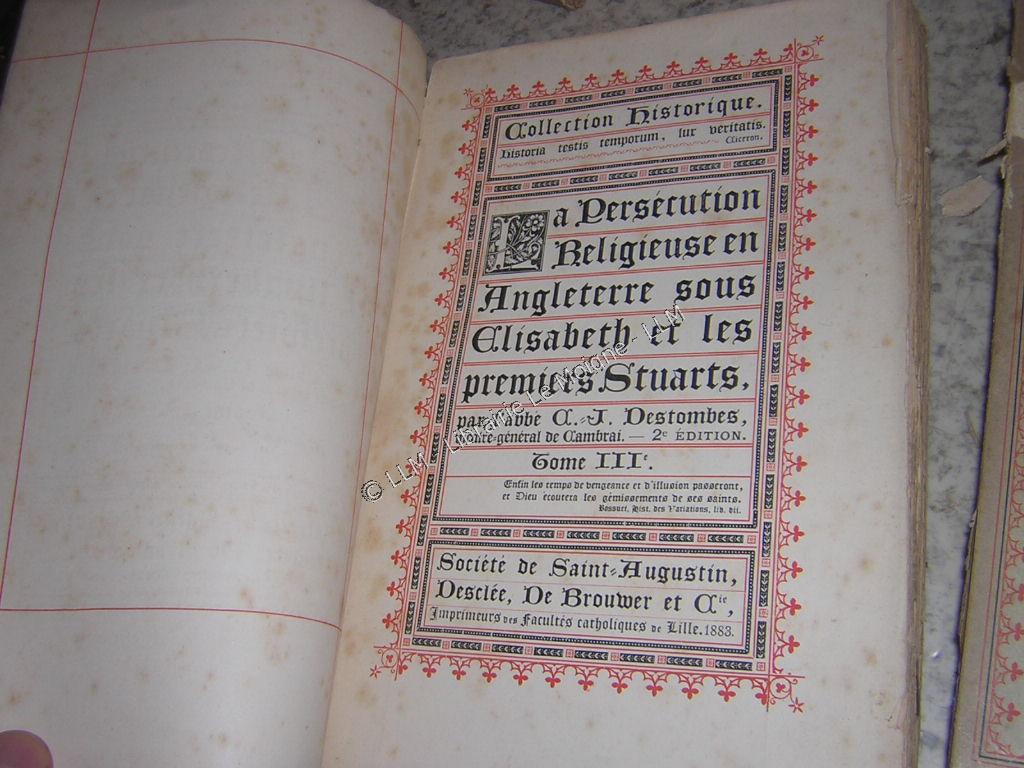 Collection Historique.
Historia testis temporum, lux veritatis.
Ciceron.
La Persécution
Religieuse en
Angleterre sous
Elisabeth et les
premiers Stuarts,
par l'abbé C.-J. Destombes,
vicaire-général de Cambrai. — 2e ÉDITION.
Tome IIIe.
Enfin les temps de vengeance et d'illusion passeront,
et Dieu écoutera les gémissements de ses saints.
Bossuet, Hist. des Variations, lib. vii.
Société de Saint-Augustin,
Desclée, De Brouwer et Cie,
Imprimeurs des Facultés catholiques de Lille. 1883.
© LLM - Librairie Le Moine - LLM